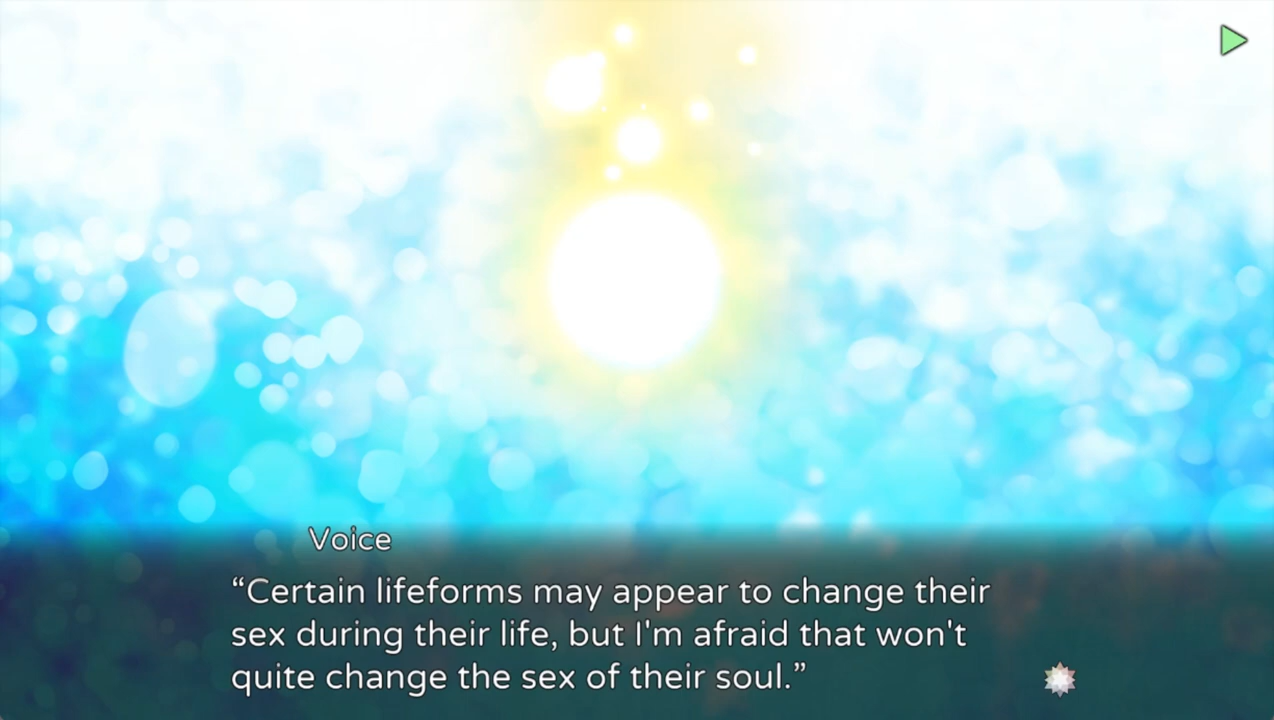 Voice
“Certain lifeforms may appear to change their
sex during their life, but I'm afraid that won't
quite change the sex of their soul.”